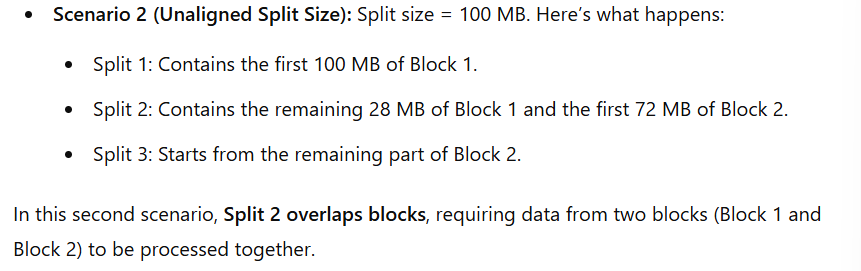 • Scenario 2 (Unaligned Split Size): Split size = 100 MB. Here’s what happens:
• Split 1: Contains the first 100 MB of Block 1.
• Split 2: Contains the remaining 28 MB of Block 1 and the first 72 MB of Block 2.
• Split 3: Starts from the remaining part of Block 2.
In this second scenario, Split 2 overlaps blocks, requiring data from two blocks (Block 1 and
Block 2) to be processed together.